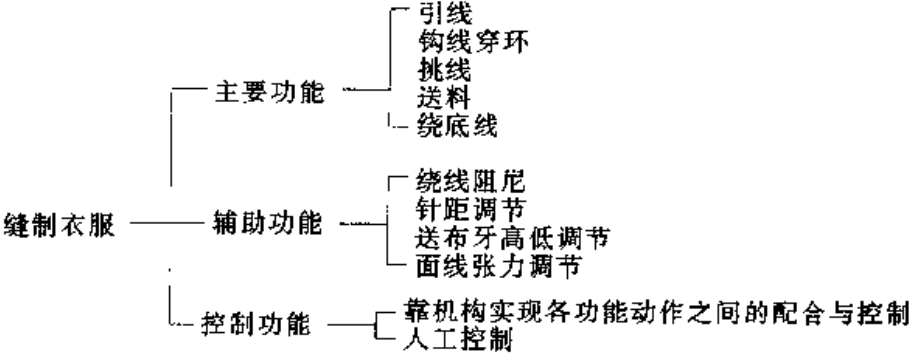 引线
钩线穿环
挑线
主要功能
送料
绕底线
绕线阻尼
针距调节
缝制衣服
辅助功能
送布牙高低调节
面线张力调节
靠机构实现各功能动作之间的配合与控制
控制功能
人工控制